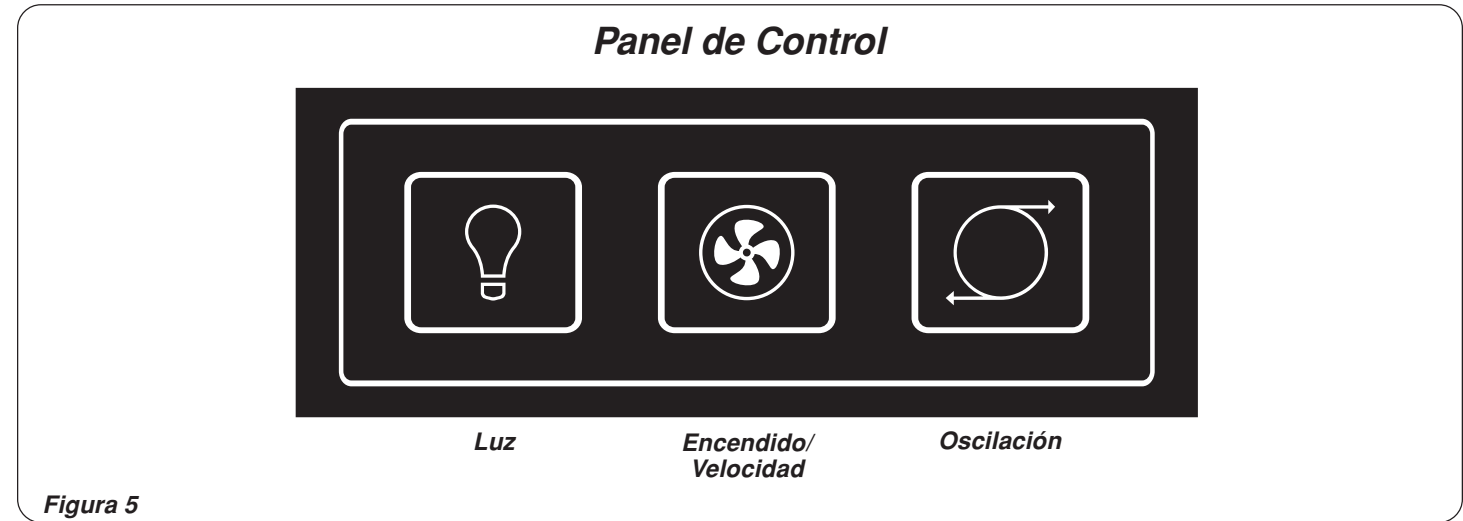 Panel de Control
Luz
Encendido/
Velocidad
Oscilación
Figura 5